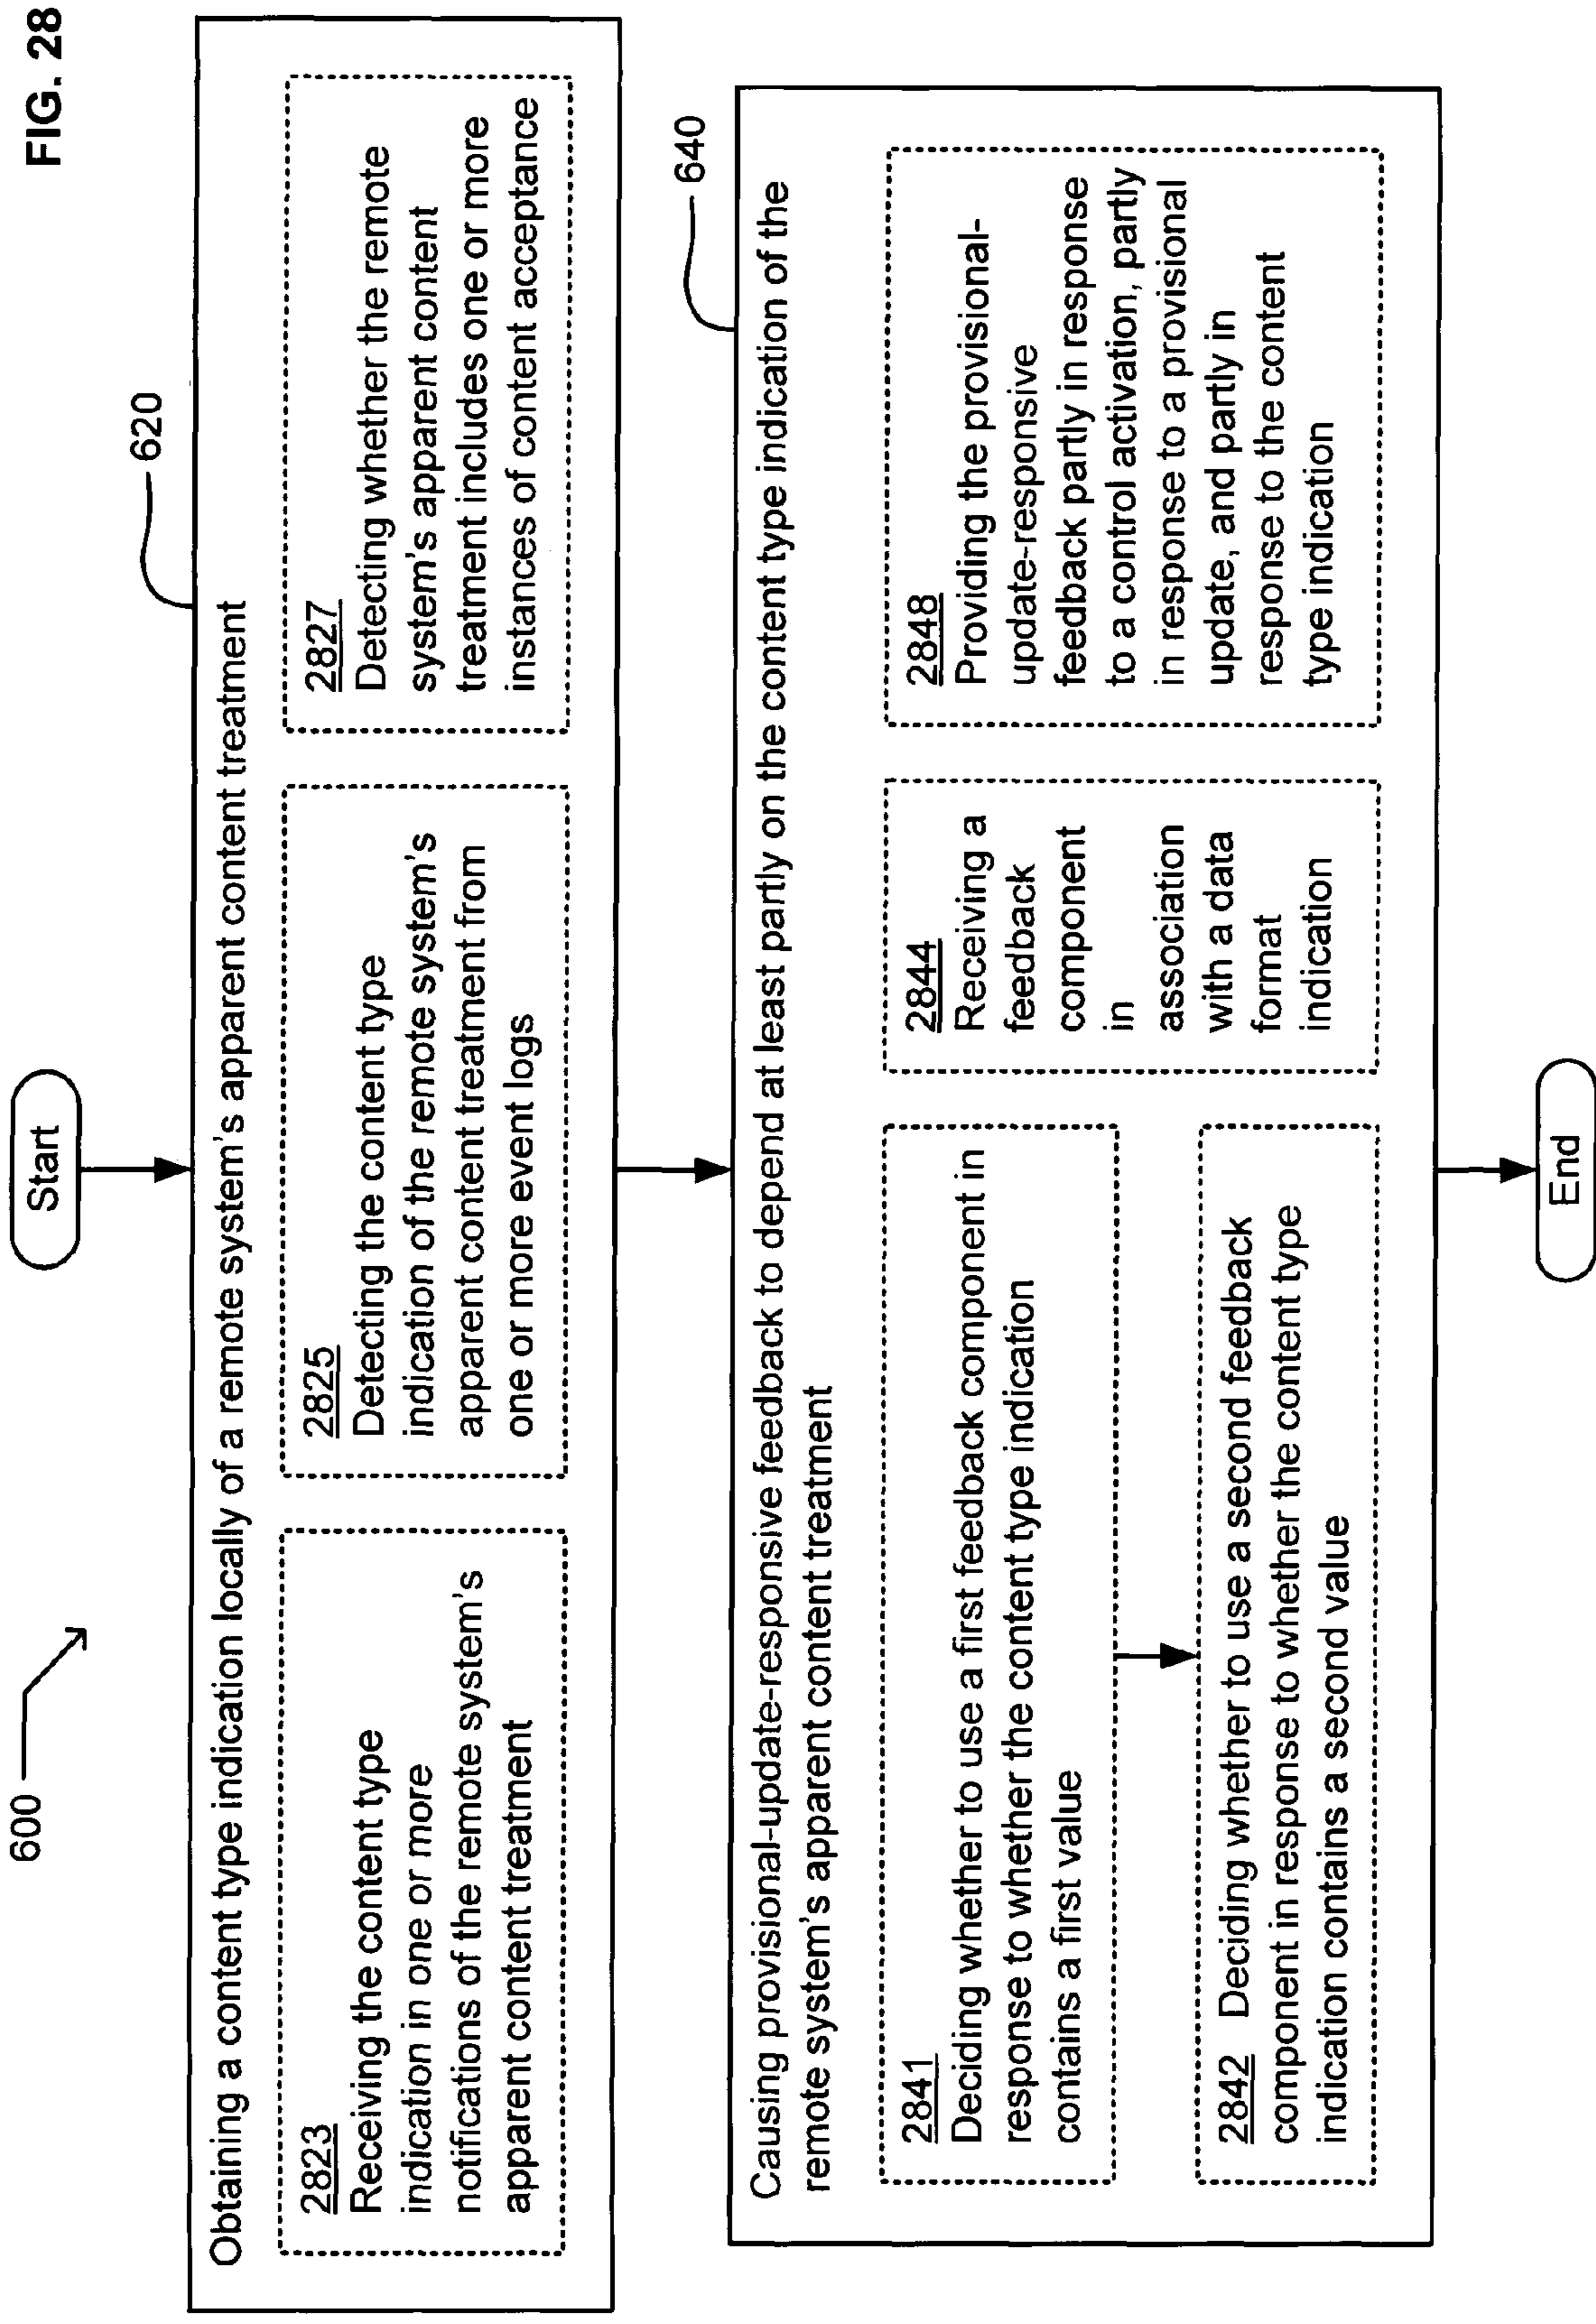 FIG. 28
600
Start
620
Obtaining a content type indication locally of a remote system's apparent content treatment
2823
Receiving the content type
indication in one or more
notifications of the remote system's
apparent content treatment
2825
Detecting the content type
indication of the remote system's
apparent content treatment from
one or more event logs
2827
Detecting whether the remote
system's apparent content
treatment includes one or more
instances of content acceptance
640
Causing provisional-update-responsive feedback to depend at least partly on the content type indication of the
remote system's apparent content treatment
2841
Deciding whether to use a first feedback component in
response to whether the content type indication
contains a first value
2842 Deciding whether to use a second feedback
component in response to whether the content type
indication contains a second value
2844
Receiving a
feedback
component
in
association
with a data
format
indication
2848
Providing the provisional-
update-responsive
feedback partly in response
to a control activation, partly
in response to a provisional
update, and partly in
response to the content
type indication
End